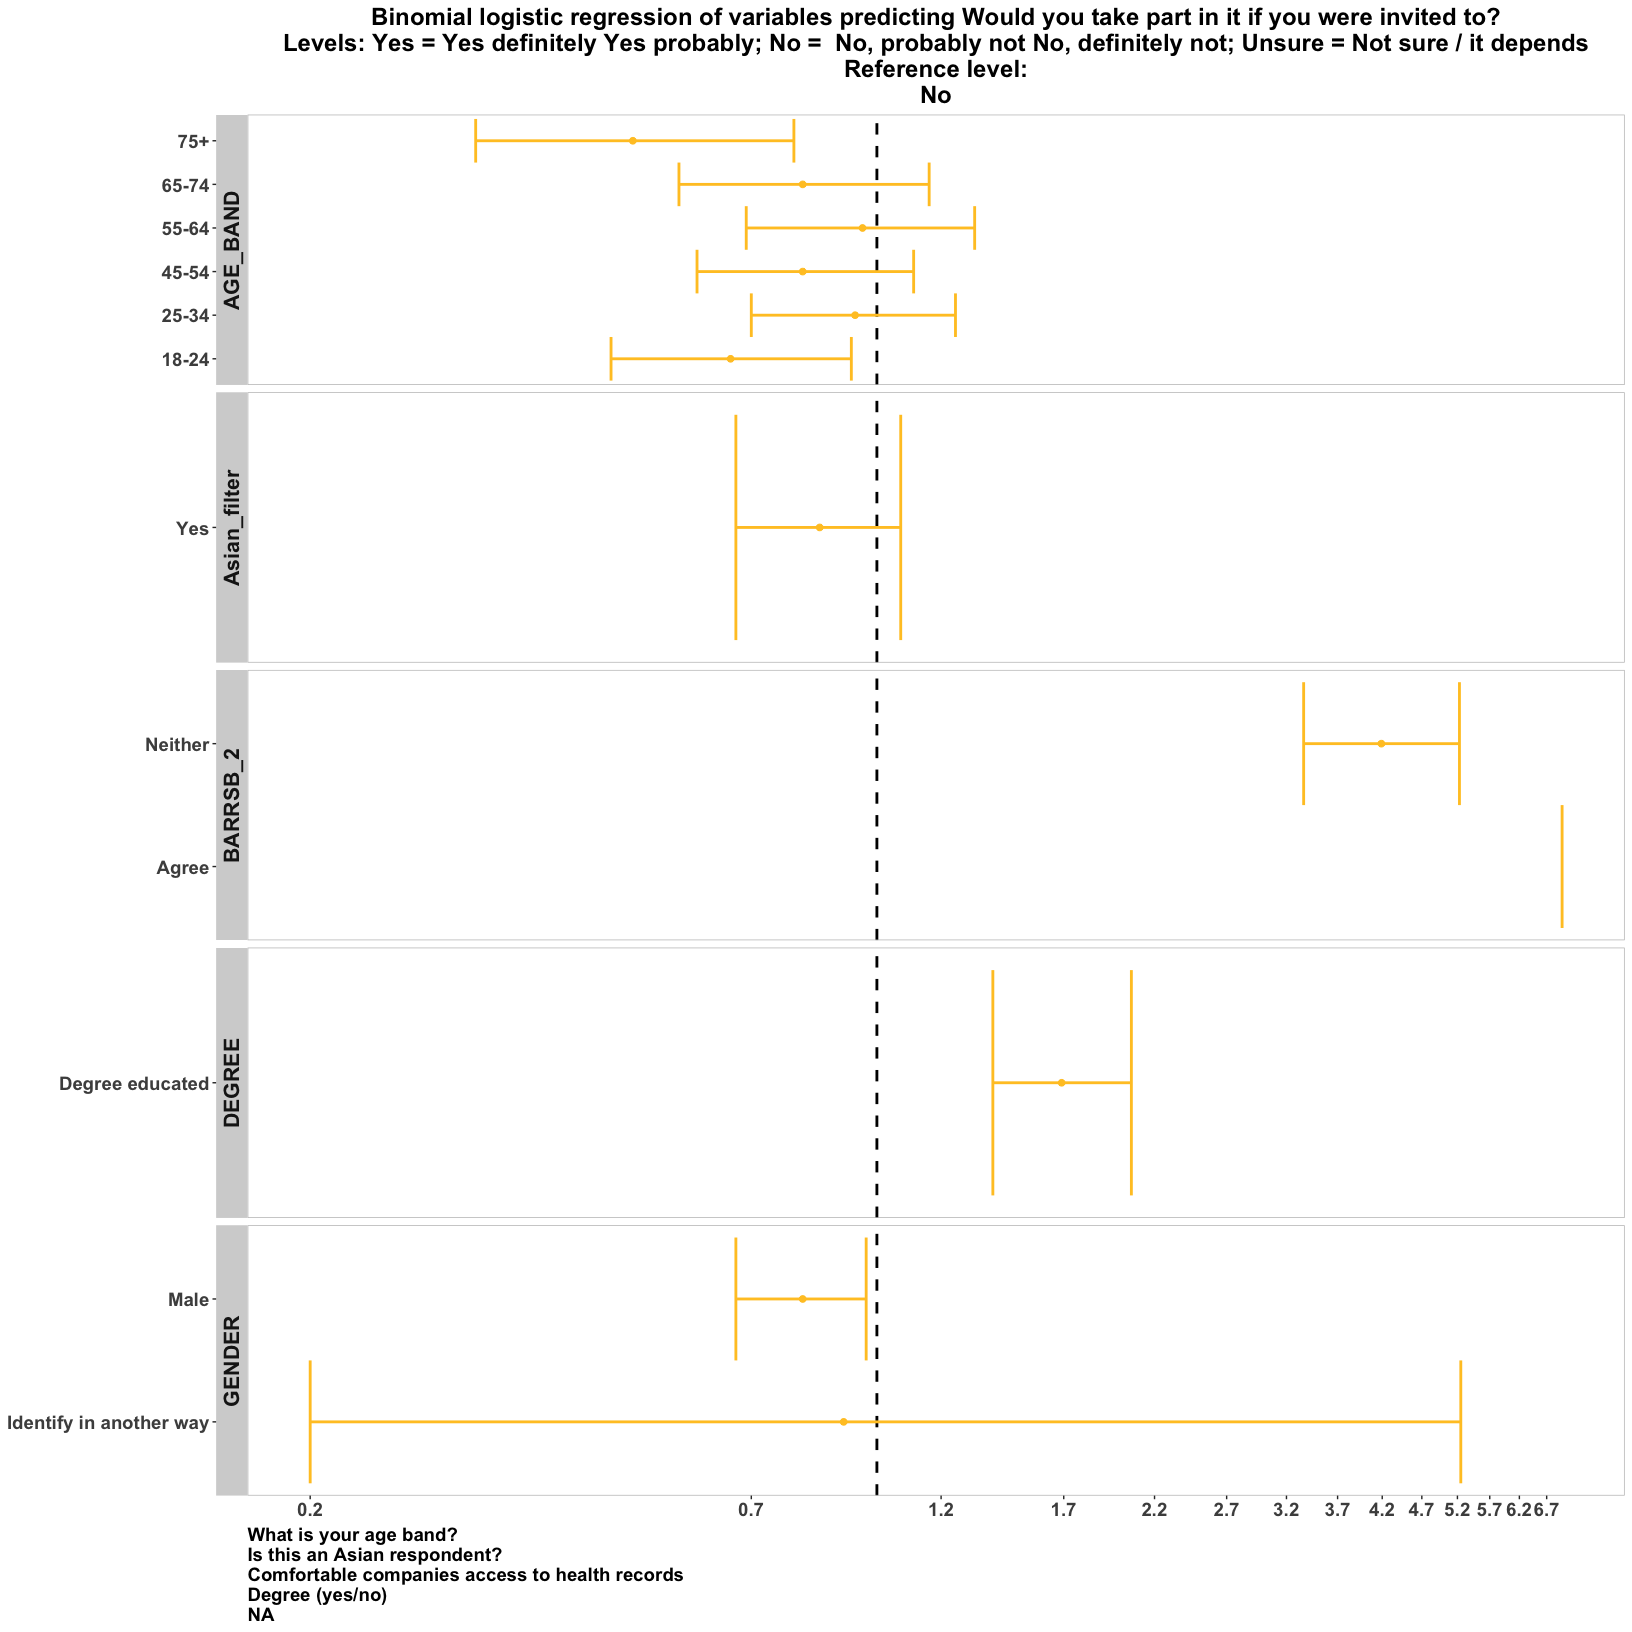 Binomial logistic regression of variables predicting Would you take part in it if you were invited to?
Levels: Yes = Yes definitely Yes probably; No =  No, probably not No, definitely not; Unsure = Not sure / it depends
Reference level:
No
AGE_BAND
75+
65-74
55-64
45-54
25-34
18-24
Asian_filter
Yes
BARRSB_2
Neither
Agree
DEGREE
Degree educated
GENDER
Male
Identify in another way
0.2 0.7 1.2 1.7 2.2 2.7 3.2 3.7 4.2 4.7 5.2 5.7 6.2 6.7
What is your age band?
Is this an Asian respondent?
Comfortable companies access to health records
Degree (yes/no)
NA